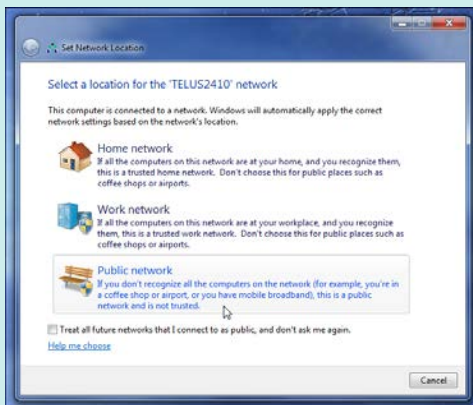 Set Network Location
Select a location for the 'TELUS2410' network
This computer is connected to a network. Windows will automatically apply the correct
network settings based on the network's location.
Home network
If all the computers on this network are at your home, and you recognize them,
this is a trusted home network.  Don't choose this for public places such as
coffee shops or airports.
Work network
If all the computers on this network are at your workplace, and you recognize
them, this is a trusted work network.  Don't choose this for public places such as
coffee shops or airports.
Public network
If you don't recognize all the computers on the network (for example, you're in
a coffee shop or airport, or you have mobile broadband), this is a public
network and is not trusted.
Treat all future networks that I connect to as public, and don't ask me again.
Help me choose
Cancel